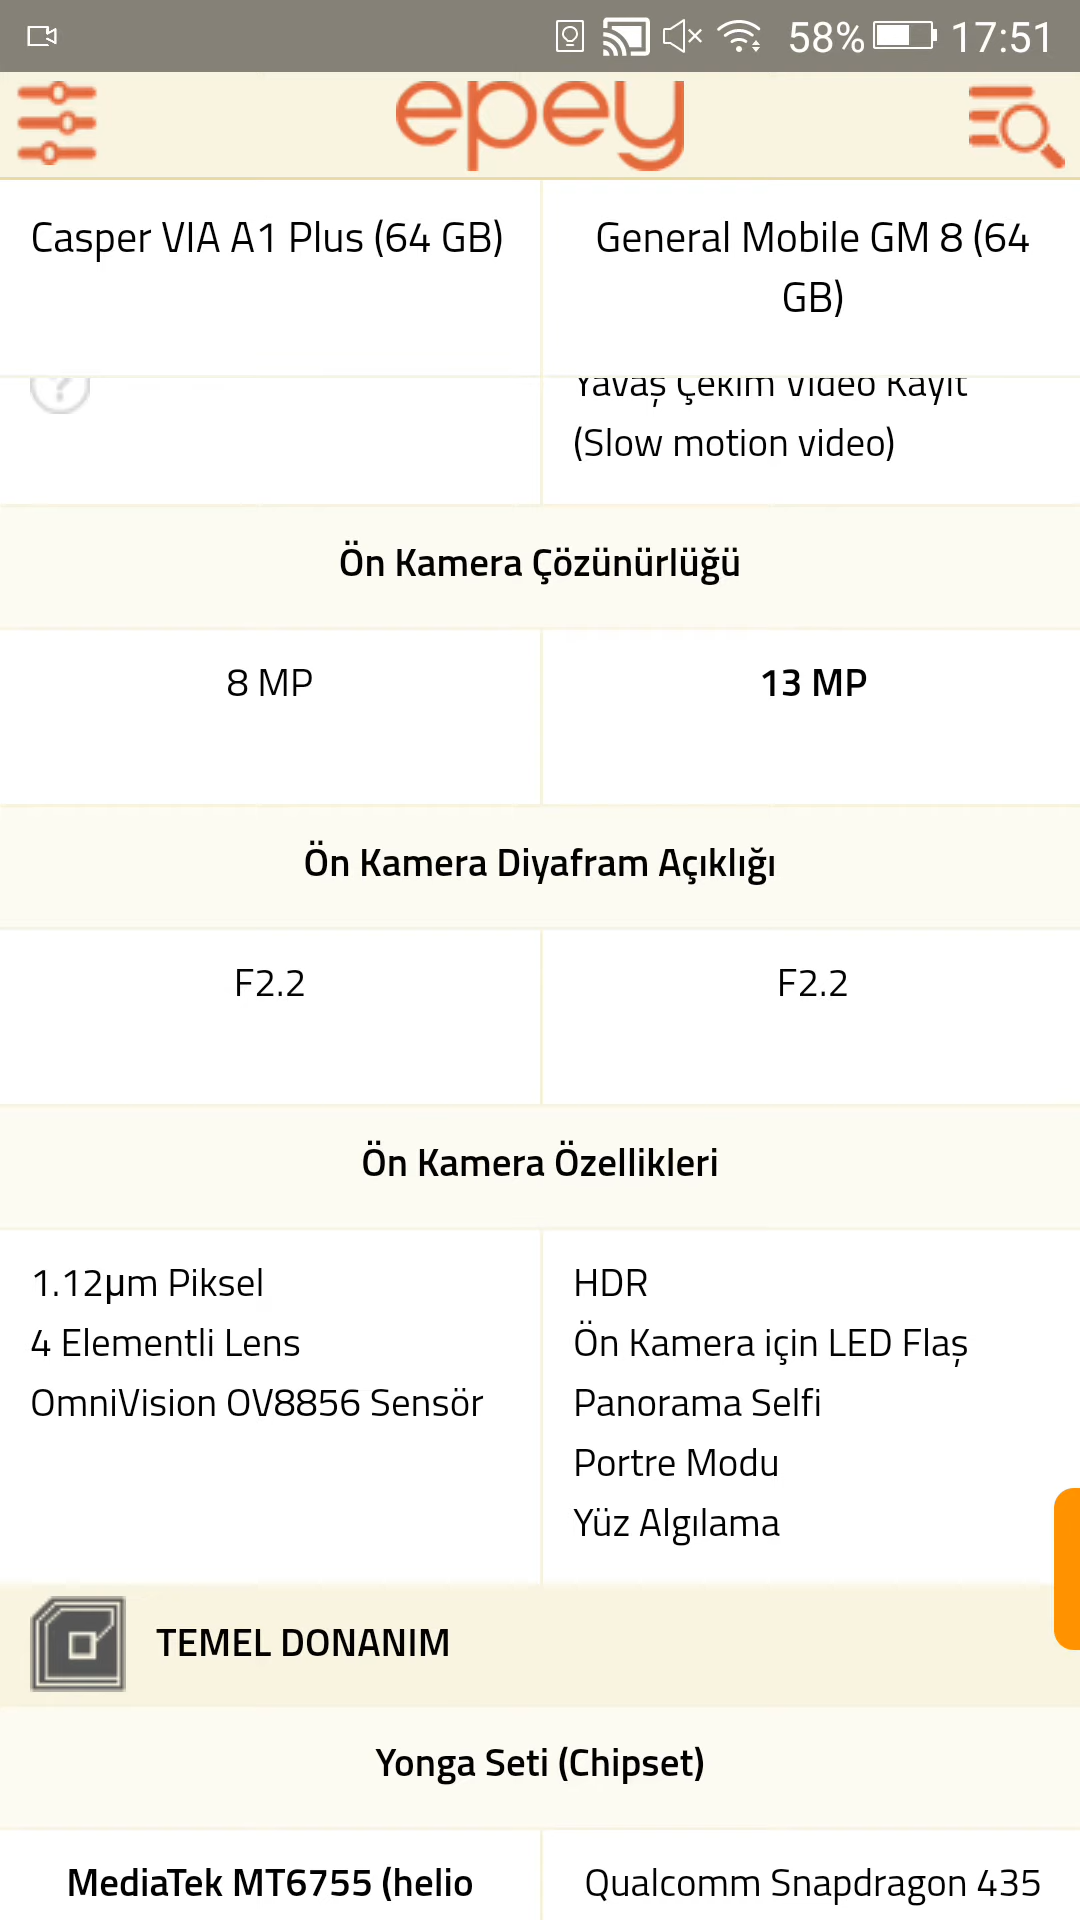 58% 17:51
epey
Casper VIA A1 Plus (64 GB)
General Mobile GM 8 (64
GB)
Yavaş Çekim Video Kayıt
(Slow motion video)
Ön Kamera Çözünürlüğü
8 MP
13 MP
Ön Kamera Diyafram Açıklığı
F2.2
F2.2
Ön Kamera Özellikleri
1.12µm Piksel
4 Elementli Lens
OmniVision OV8856 Sensör
HDR
Ön Kamera için LED Flaş
Panorama Selfi
Portre Modu
Yüz Algılama
TEMEL DONANIM
Yonga Seti (Chipset)
MediaTek MT6755 (helio
Qualcomm Snapdragon 435